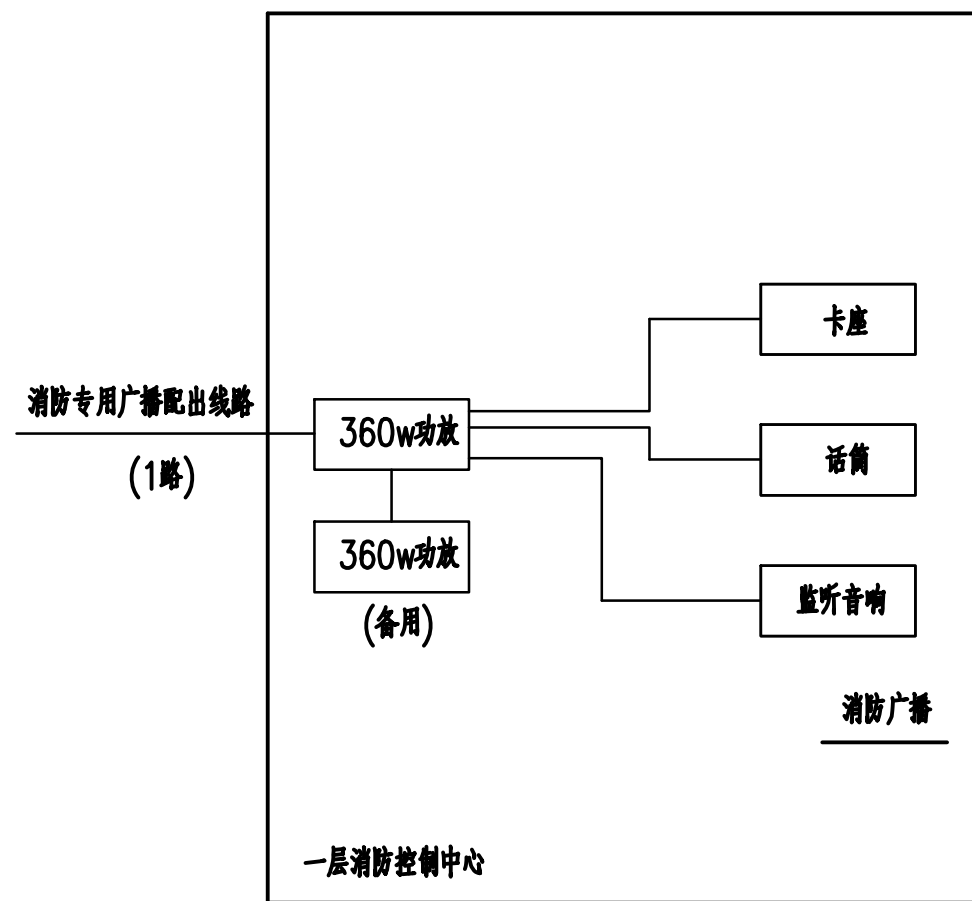 卡座
消防专用广播配出线路
360w功放
(1路)
话筒
360w功放
(备用)
监听音响
消防广播
一层消防控制中心